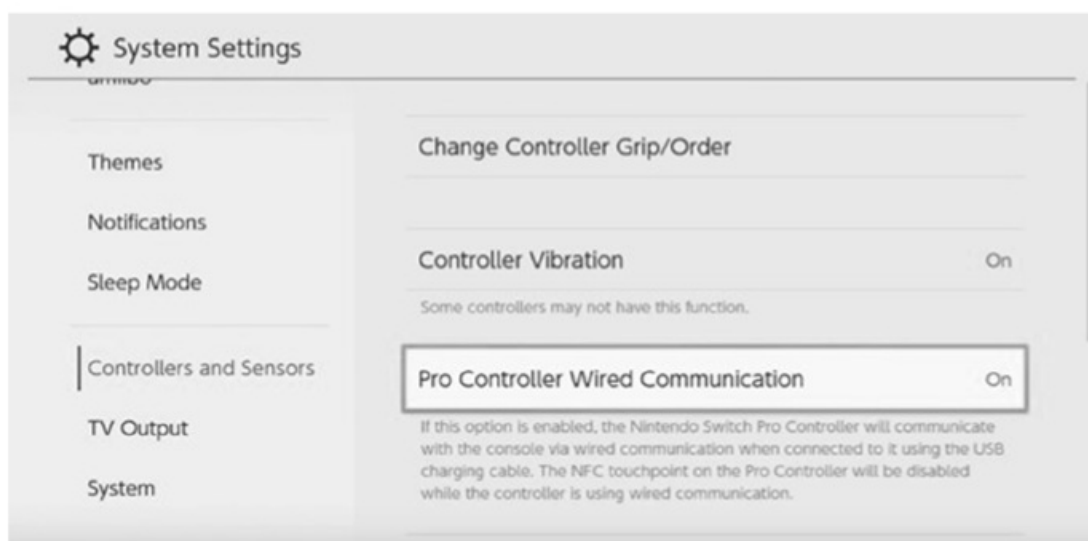 System Settings
Themes
Notifications
Sleep Mode
Controllers and Sensors
TV Output
System
Change Controller Grip/Order
Controller Vibration On
Some controllers may not have this function.
Pro Controller Wired Communication On
If this option is enabled, the Nintendo Switch Pro Controller will communicate
with the console via wired communication when connected to it using the USB
charging cable. The NFC touchpoint on the Pro Controller will be disabled
while the controller is using wired communication.